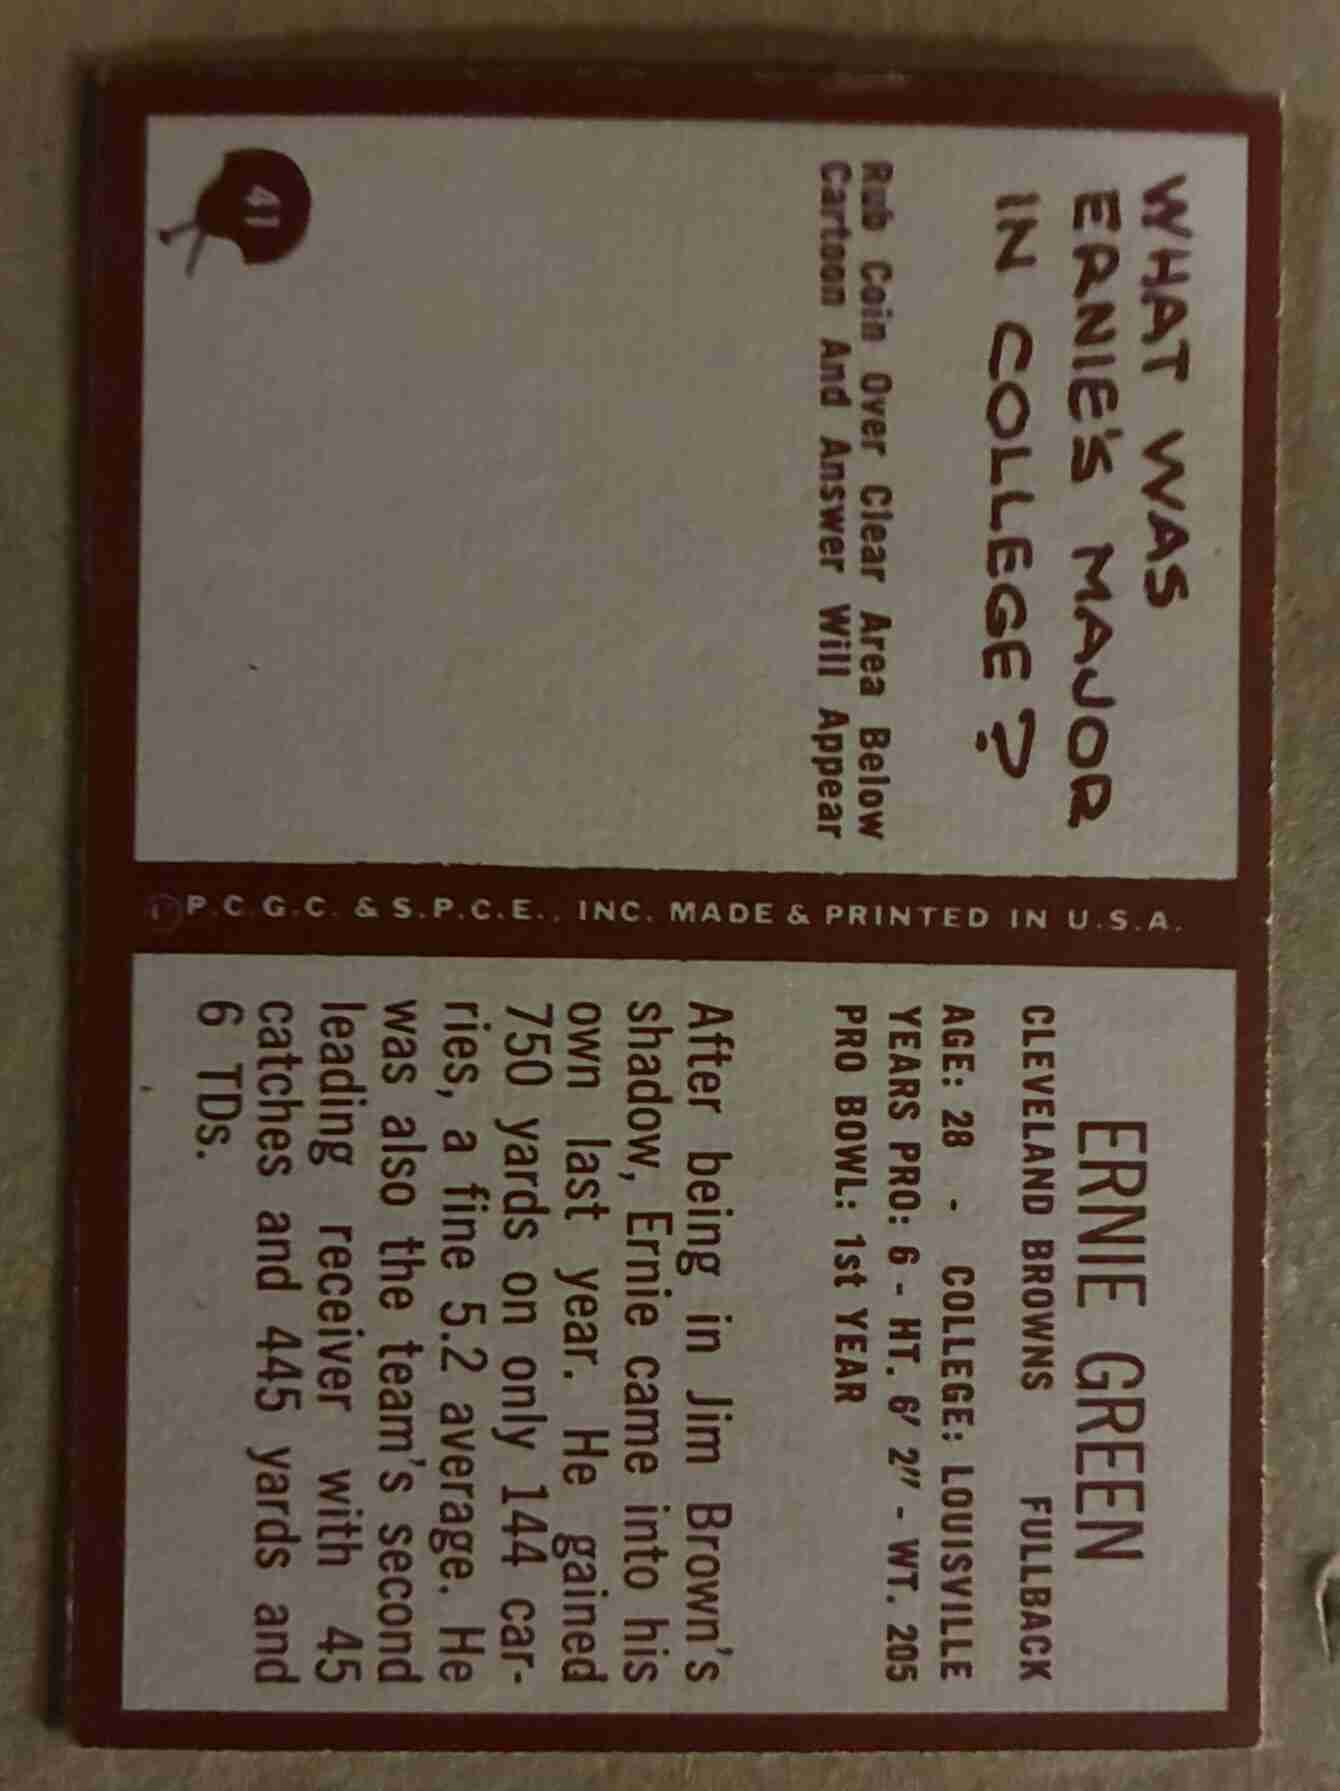 WHAT WAS
ERNIE'S MAJOR
IN COLLEGE?
Rub Coin Over Clear Area Below
Cartoon And Answer Will Appear
41
© P.C.G.C. & S.P.C.E., INC. MADE & PRINTED IN U.S.A.
ERNIE GREEN
CLEVELAND BROWNS FULLBACK
AGE: 28 - COLLEGE: LOUISVILLE
YEARS PRO: 6 - HT. 6' 2" - WT. 205
PRO BOWL: 1st YEAR
After being in Jim Brown's
shadow, Ernie came into his
own last year. He gained
750 yards on only 144 car-
ries, a fine 5.2 average. He
was also the team's second
leading receiver with 45
catches and 445 yards and
6 TDs.